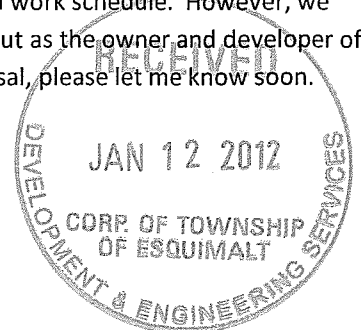 work schedule. However, we
ut as the owner and developer of
sal, please let me know soon.
RECEIVED
JAN 12 2012
CORP. OF TOWNSHIP
OF ESQUIMALT
DEVELOPMENT & ENGINEERING SERVICES